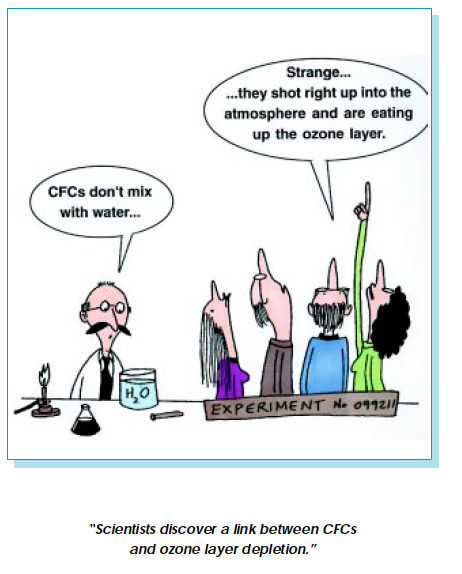 Strange...
...they shot right up into the
atmosphere and are eating
up the ozone layer.
CFCs don't mix
with water...
H₂O
EXPERIMENT No 099211
"Scientists discover a link between CFCs
and ozone layer depletion."